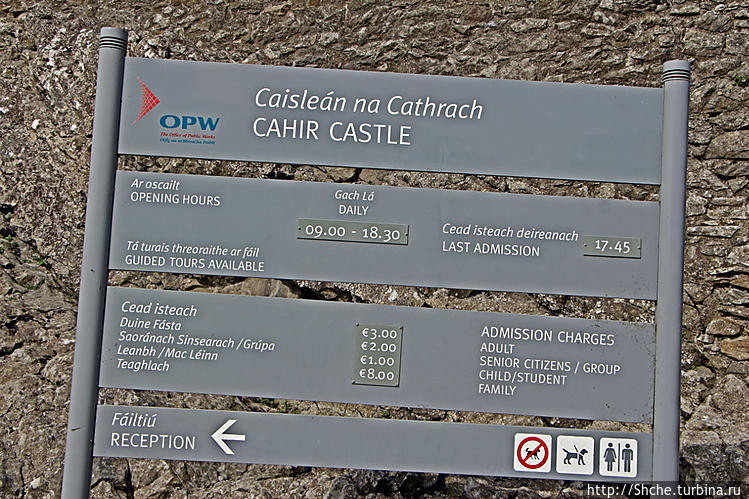 Caisleán na Cathrach
CAHIR CASTLE
OPW
The Office of Public Works
Oifig na nOibreacha Poiblí
Ar oscailt
OPENING HOURS
Gach Lá
DAILY
09.00 - 18.30
Cead isteach deireanach
LAST ADMISSION
17.45
Tá turais threoraithe ar fáil
GUIDED TOURS AVAILABLE
Cead isteach
Duine Fásta
Saoránach Sinsearach /Grúpa
Leanbh /Mac Léinn
Teaghlach
€3.00
€2.00
€1.00
€8.00
ADMISSION CHARGES
ADULT
SENIOR CITIZENS / GROUP
CHILD/STUDENT
FAMILY
Fáiltiú
RECEPTION
http://Shche.turbina.ru